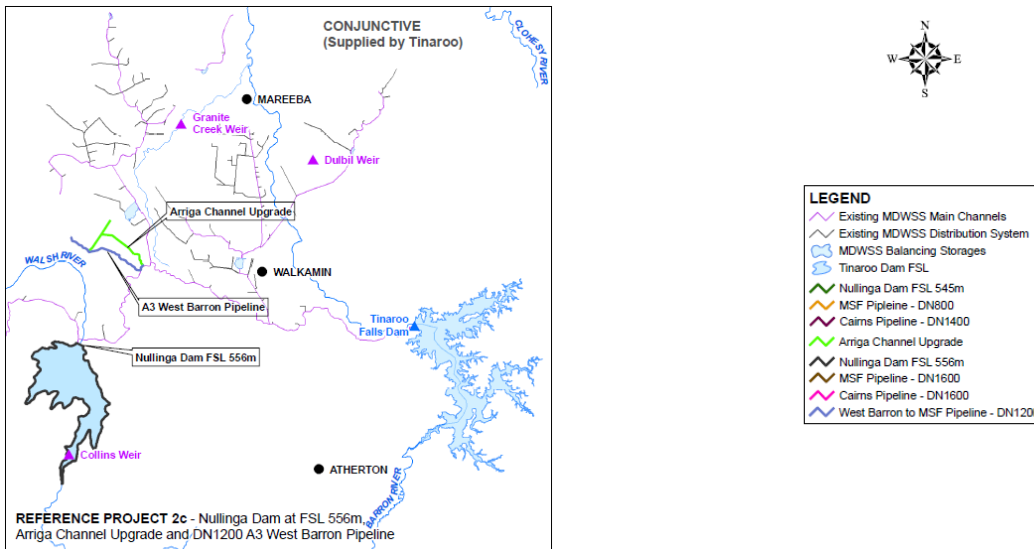 CONJUNCTIVE
(Supplied by Tinaroo)
CLOHESY RIVER
MAREEBA
Granite
Creek Weir
Dulbil Weir
Arriga Channel Upgrade
WALSH RIVER
WALKAMIN
A3 West Barron Pipeline
Tinaroo
Falls Dam
Nullinga Dam FSL 556m
Collins Weir
ATHERTON
BARRON RIVER
REFERENCE PROJECT 2c - Nullinga Dam at FSL 556m,
Arriga Channel Upgrade and DN1200 A3 West Barron Pipeline
N
W
E
S
LEGEND
Existing MDWSS Main Channels
Existing MDWSS Distribution System
MDWSS Balancing Storages
Tinaroo Dam FSL
Nullinga Dam FSL 545m
MSF Pipleine - DN800
Cairns Pipeline - DN1400
Arriga Channel Upgrade
Nullinga Dam FSL 556m
MSF Pipeline - DN1600
Cairns Pipeline - DN1600
West Barron to MSF Pipeline - DN120